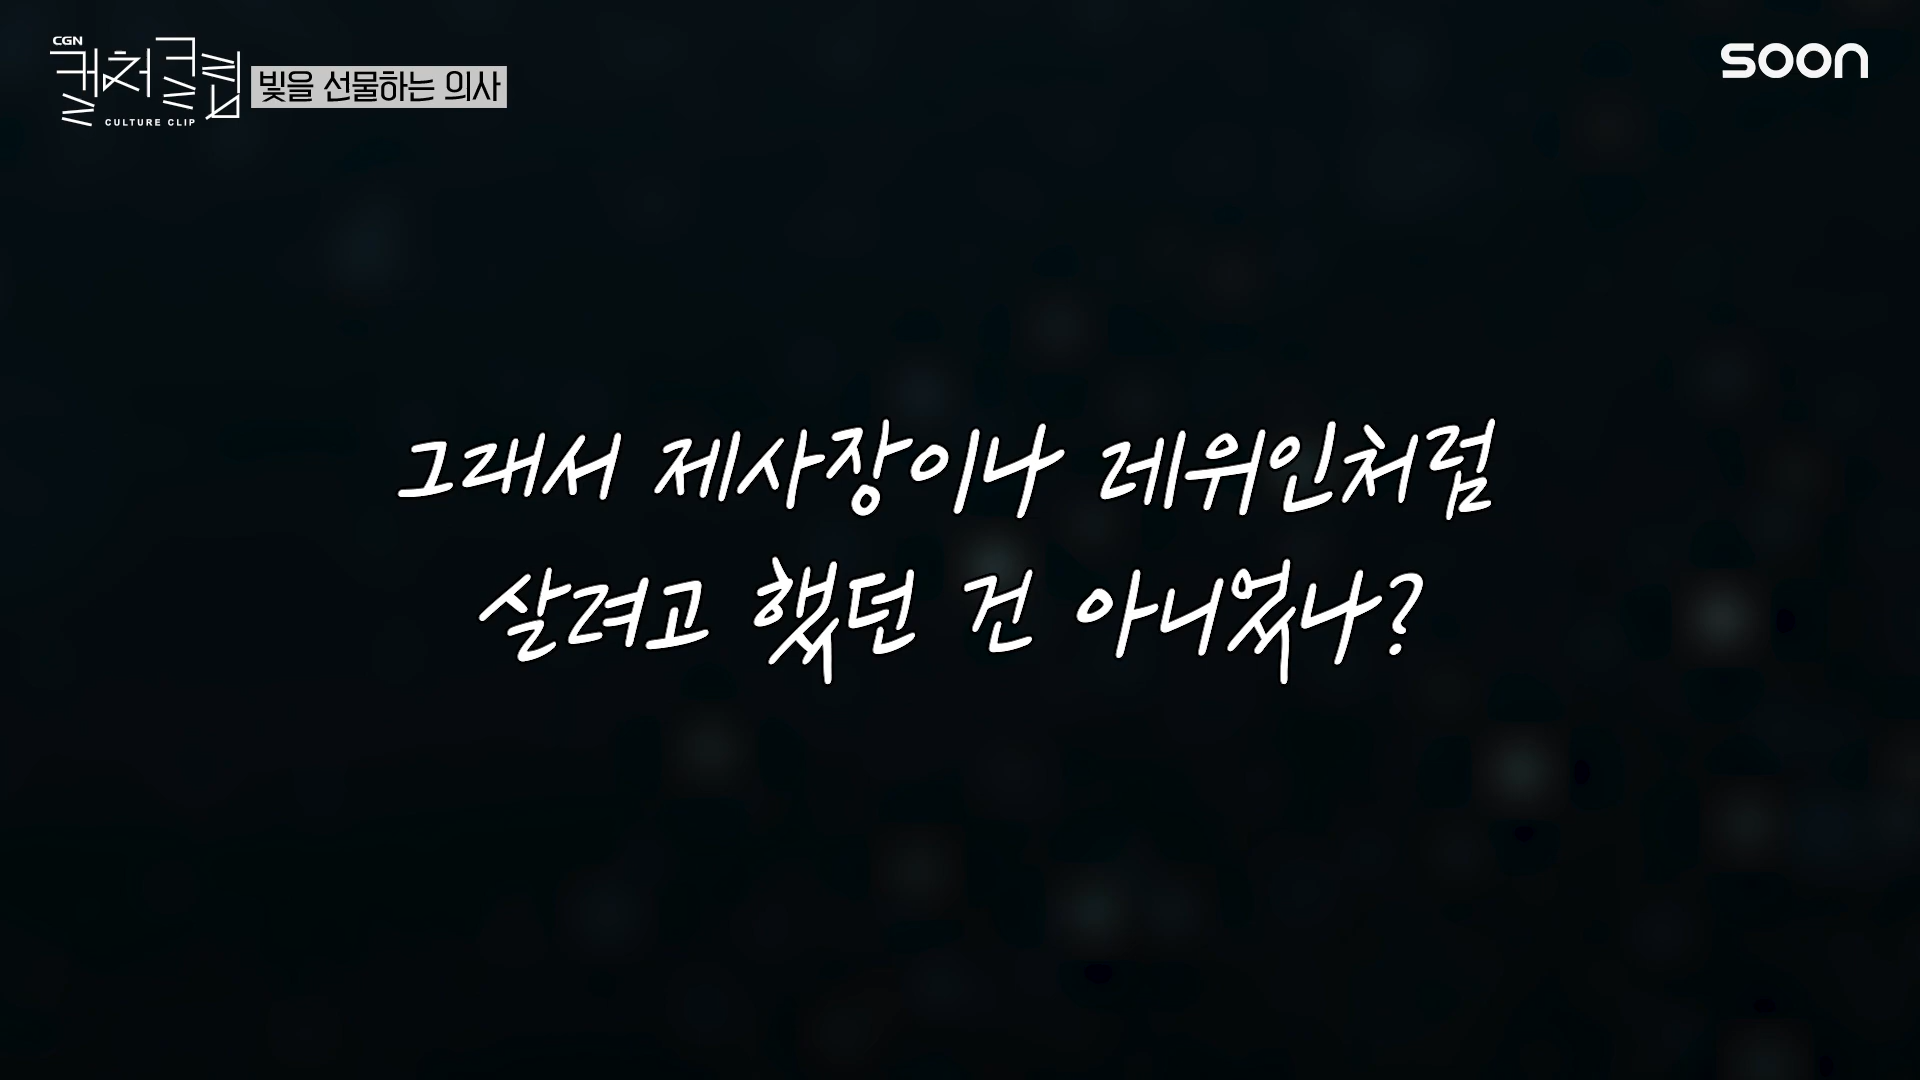 CGN
컬처클립
CULTURE CLIP
빛을 선물하는 의사
soon
그래서 제사장이나 레위인처럼
살려고 했던 건 아니었나?